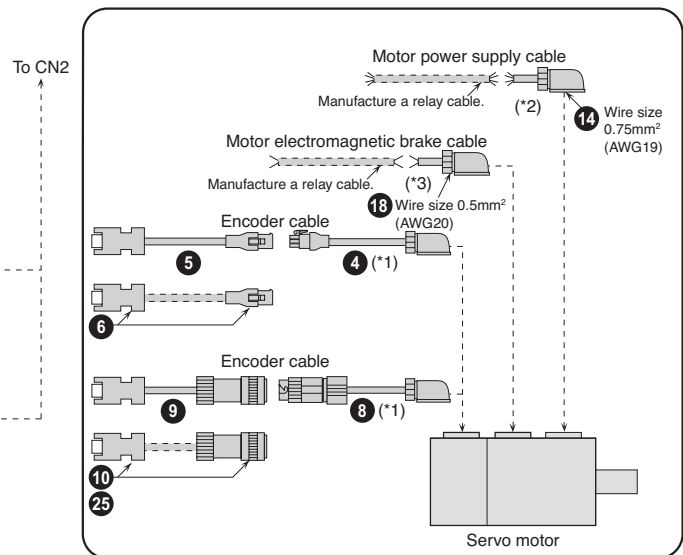 To CN2
Motor power supply cable
Manufacture a relay cable.
(*2)
14 Wire size
0.75mm²
(AWG19)
Motor electromagnetic brake cable
Manufacture a relay cable.
(*3)
18 Wire size 0.5mm²
(AWG20)
Encoder cable
5
4 (*1)
6
Encoder cable
9
8 (*1)
10
25
Servo motor